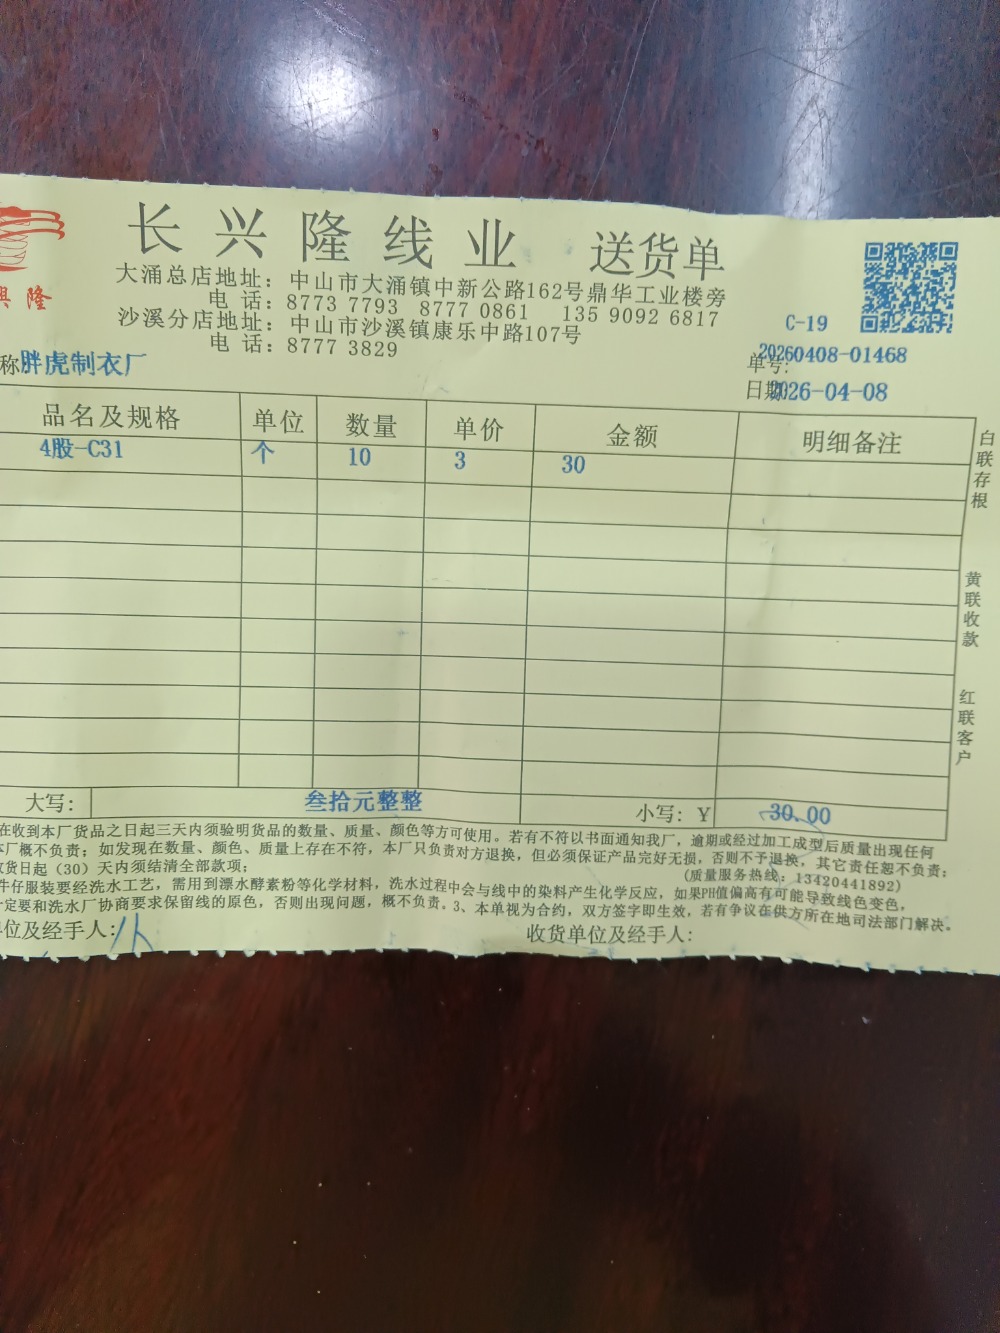 長興隆线业 送货单
興隆
大涌总店地址：中山市大涌镇中新公路162号鼎华工业楼旁
电 话：8773 7793 8777 0861 135 9092 6817
沙溪分店地址：中山市沙溪镇康乐中路107号
电 话：8777 3829
C-19
单号: 20260408-01468
称 胖虎制衣厂
日期 2026-04-08
品名及规格 单位 数量 单价 金额 明细备注
4股-C31 个 10 3 30
白联存根
黄联收款
红联客户
大写： 叁拾元整整 小写：￥ 30.00
在收到本厂货品之日起三天内须验明货品的数量、质量、颜色等方可使用。若有不符以书面通知我厂，逾期或经过加工成型后质量出现任何
本厂概不负责；如发现在数量、颜色、质量上存在不符，本厂只负责对方退换，但必须保证产品完好无损，否则不予退换，其它责任恕不负责；
收货日起（30）天内须结清全部款项；
(质量服务热线：13420441892)
牛仔服装要经洗水工艺，需用到漂水酵素粉等化学材料，洗水过程中会与线中的染料产生化学反应，如果PH值偏高有可能导致线色变色，
定要和洗水厂协商要求保留线的原色，否则出现问题，概不负责。3、本单视为合约，双方签字即生效，若有争议在供方所在地司法部门解决。
单位及经手人： 收货单位及经手人：